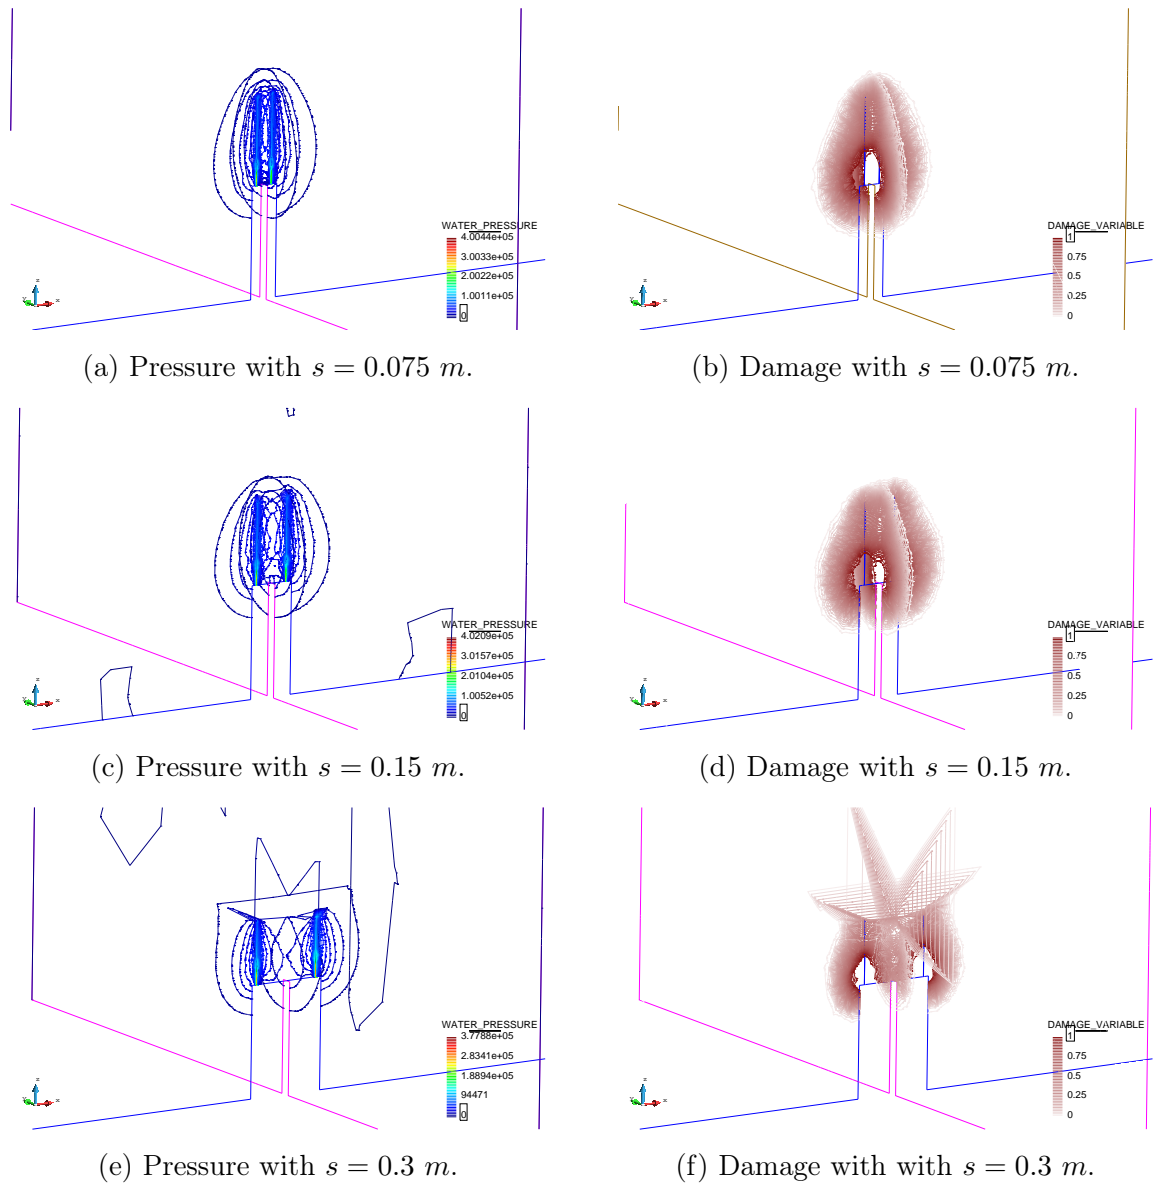 WATER_PRESSURE
4.0044e+05
3.0033e+05
2.0022e+05
1.0011e+05
0
z
Y
x
DAMAGE_VARIABLE
1
0.75
0.5
0.25
0
z
Y
x
(a) Pressure with s = 0.075 m.
(b) Damage with s = 0.075 m.
WATER_PRESSURE
4.0209e+05
3.0157e+05
2.0104e+05
1.0052e+05
0
z
Y
x
DAMAGE_VARIABLE
1
0.75
0.5
0.25
0
z
Y
x
(c) Pressure with s = 0.15 m.
(d) Damage with s = 0.15 m.
WATER_PRESSURE
3.7788e+05
2.8341e+05
1.8894e+05
94471
0
z
Y
x
DAMAGE_VARIABLE
1
0.75
0.5
0.25
0
z
Y
x
(e) Pressure with s = 0.3 m.
(f) Damage with with s = 0.3 m.